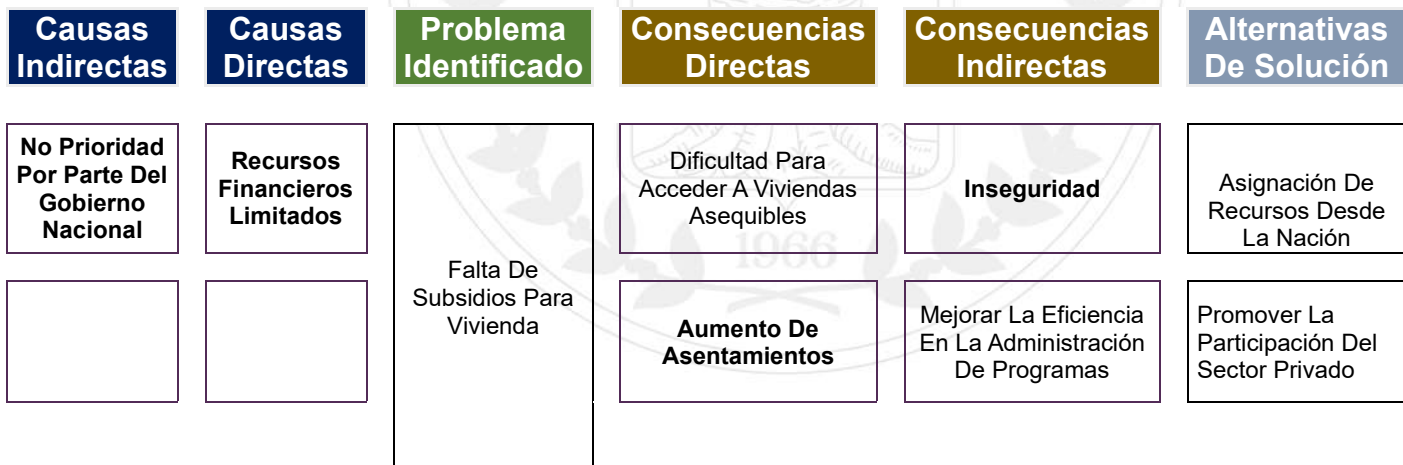 Causas
Indirectas
Causas
Directas
Problema
Identificado
Consecuencias
Directas
Consecuencias
Indirectas
Alternativas
De Solución
No Prioridad
Por Parte Del
Gobierno
Nacional
Recursos
Financieros
Limitados
Falta De
Subsidios Para
Vivienda
Dificultad Para
Acceder A Viviendas
Asequibles
Inseguridad
Asignación De
Recursos Desde
La Nación
1966
Aumento De
Asentamientos
Mejorar La Eficiencia
En La Administración
De Programas
Promover La
Participación Del
Sector Privado